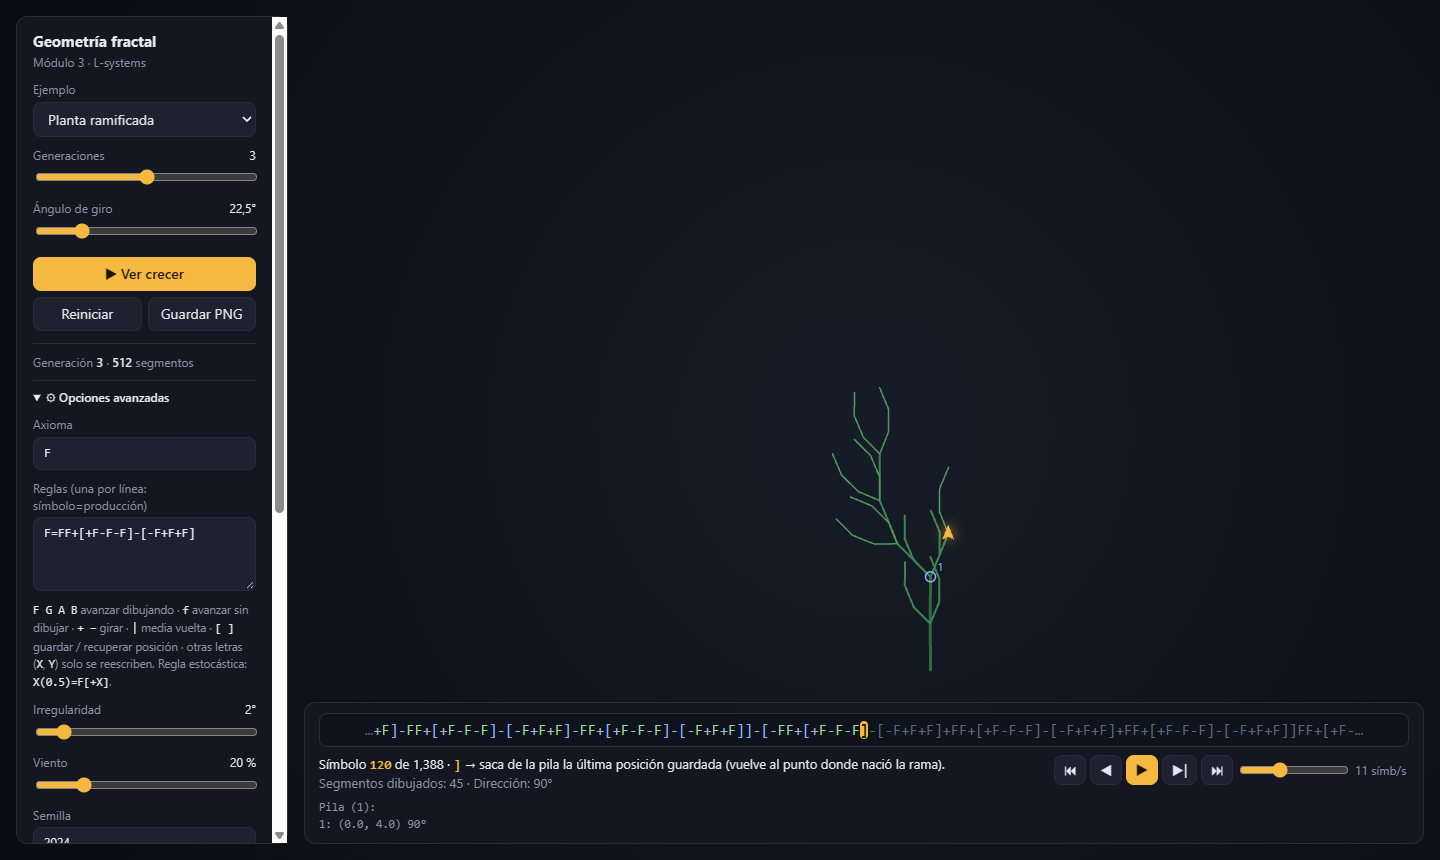 Geometría fractal
Módulo 3 · L-systems
Ejemplo
Planta ramificada
Generaciones 3
Ángulo de giro 22,5°
▶ Ver crecer
Reiniciar Guardar PNG
Generación 3 · 512 segmentos
▼ ⚙ Opciones avanzadas
Axioma
F
Reglas (una por línea:
símbolo=producción)
F=FF+[+F-F-F]-[-F+F+F]
F G A B avanzar dibujando · f avanzar sin
dibujar · + − girar · | media vuelta · [ ]
guardar / recuperar posición · otras letras
(X, Y) solo se reescriben. Regla estocástica:
X(0.5)=F[+X].
Irregularidad 2°
Viento 20 %
Semilla
2024
1
…+F]-FF+[+F-F-F]-[-F+F+F]-FF+[+F-F-F]-[-F+F+F]]-[-FF+[+F-F-F]-[-F+F+F]+FF+[+F-F-F]-[-F+F+F]+FF+[+F-F-F]-[-F+F+F]]FF+[+F-…
Símbolo 120 de 1,388 · ] → saca de la pila la última posición guardada (vuelve al punto donde nació la rama).
Segmentos dibujados: 45 · Dirección: 90°
Pila (1):
1: (0.0, 4.0) 90°
11 símb/s